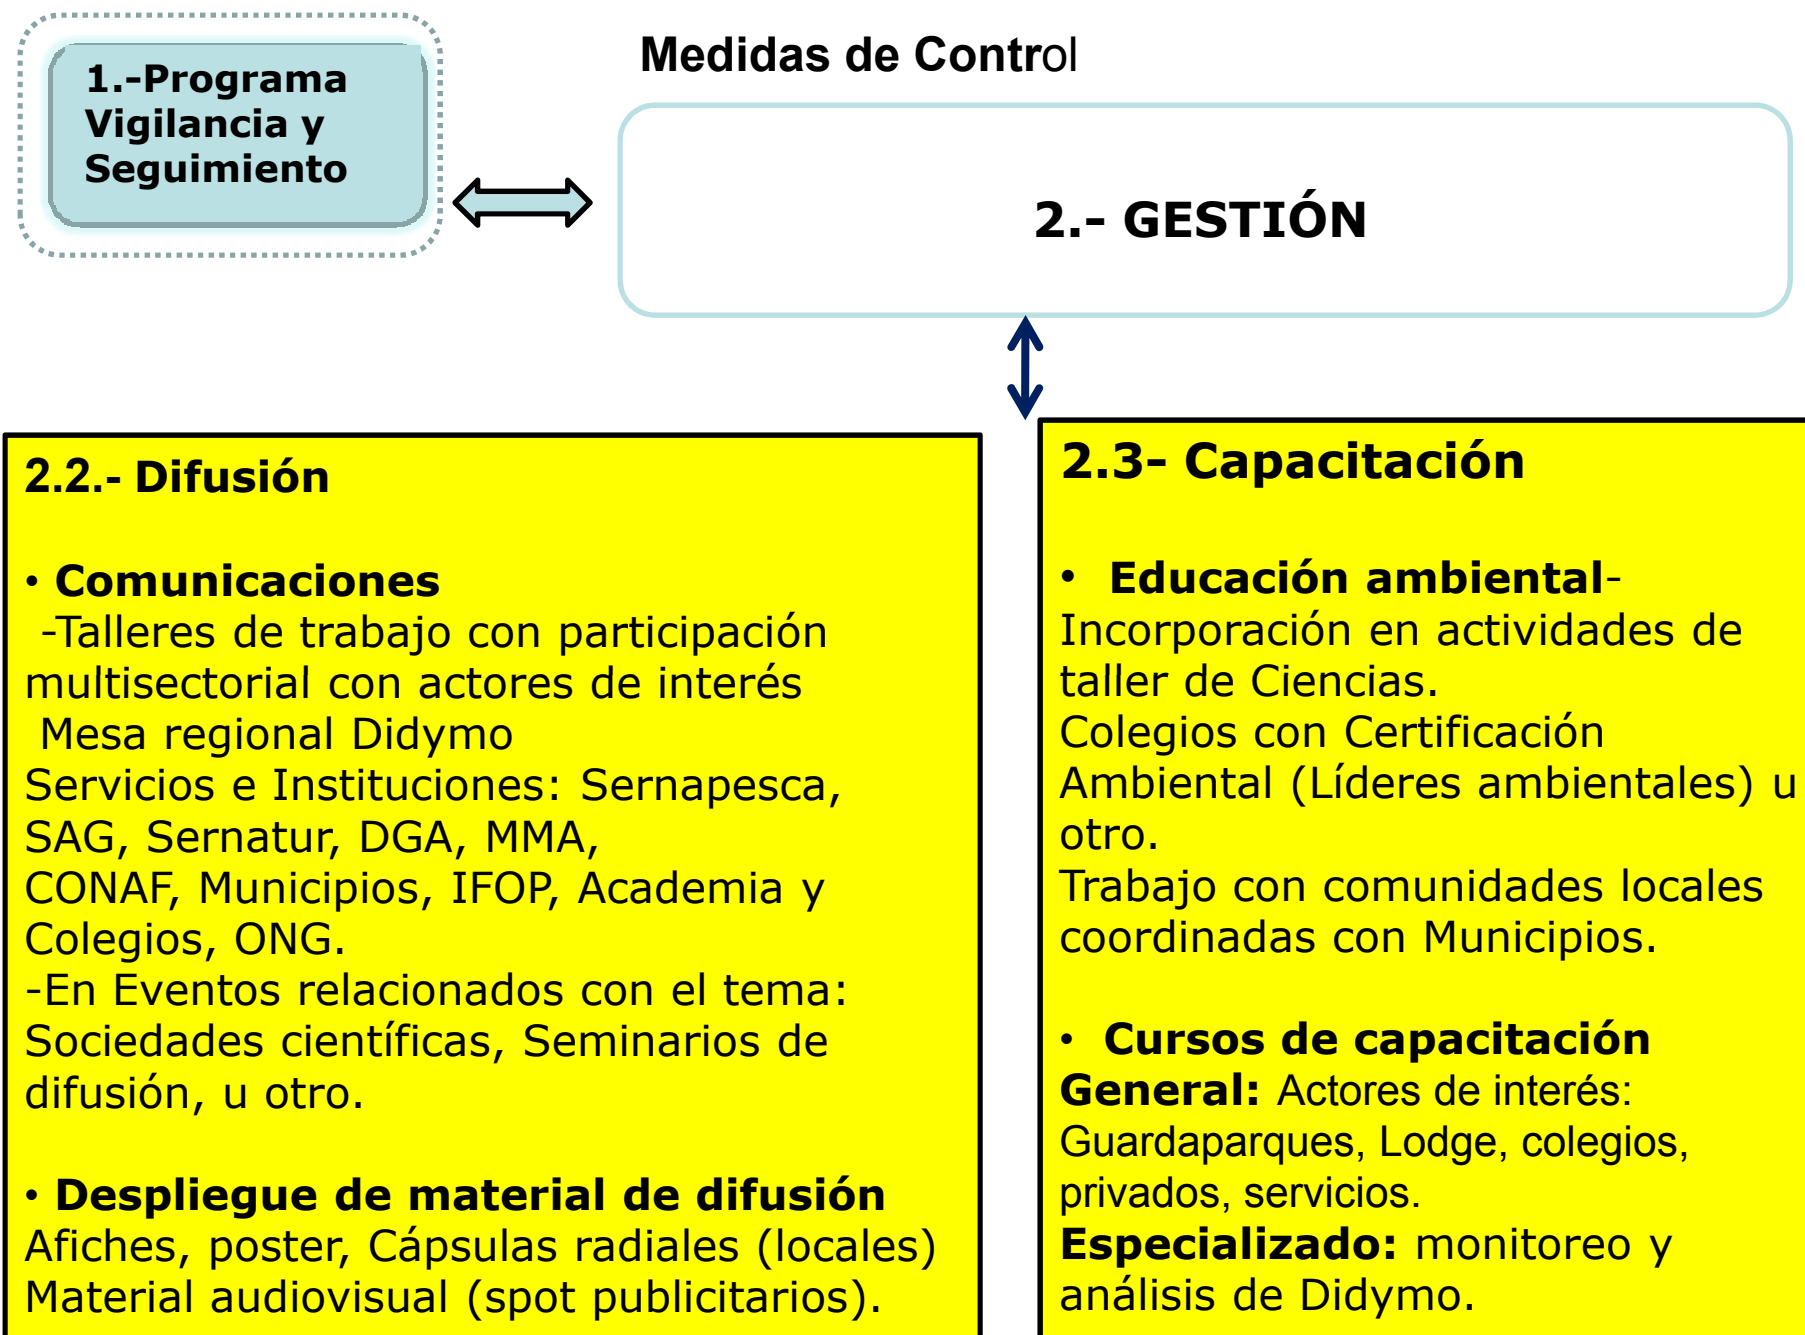 1.-Programa
Vigilancia y
Seguimiento
Medidas de Control
2.- GESTIÓN
2.2.- Difusión
• Comunicaciones
-Talleres de trabajo con participación
multisectorial con actores de interés
Mesa regional Didymo
Servicios e Instituciones: Sernapesca,
SAG, Sernatur, DGA, MMA,
CONAF, Municipios, IFOP, Academia y
Colegios, ONG.
-En Eventos relacionados con el tema:
Sociedades científicas, Seminarios de
difusión, u otro.
• Despliegue de material de difusión
Afiches, poster, Cápsulas radiales (locales)
Material audiovisual (spot publicitarios).
2.3- Capacitación
• Educación ambiental-
Incorporación en actividades de
taller de Ciencias.
Colegios con Certificación
Ambiental (Líderes ambientales) u
otro.
Trabajo con comunidades locales
coordinadas con Municipios.
• Cursos de capacitación
General: Actores de interés:
Guardaparques, Lodge, colegios,
privados, servicios.
Especializado: monitoreo y
análisis de Didymo.